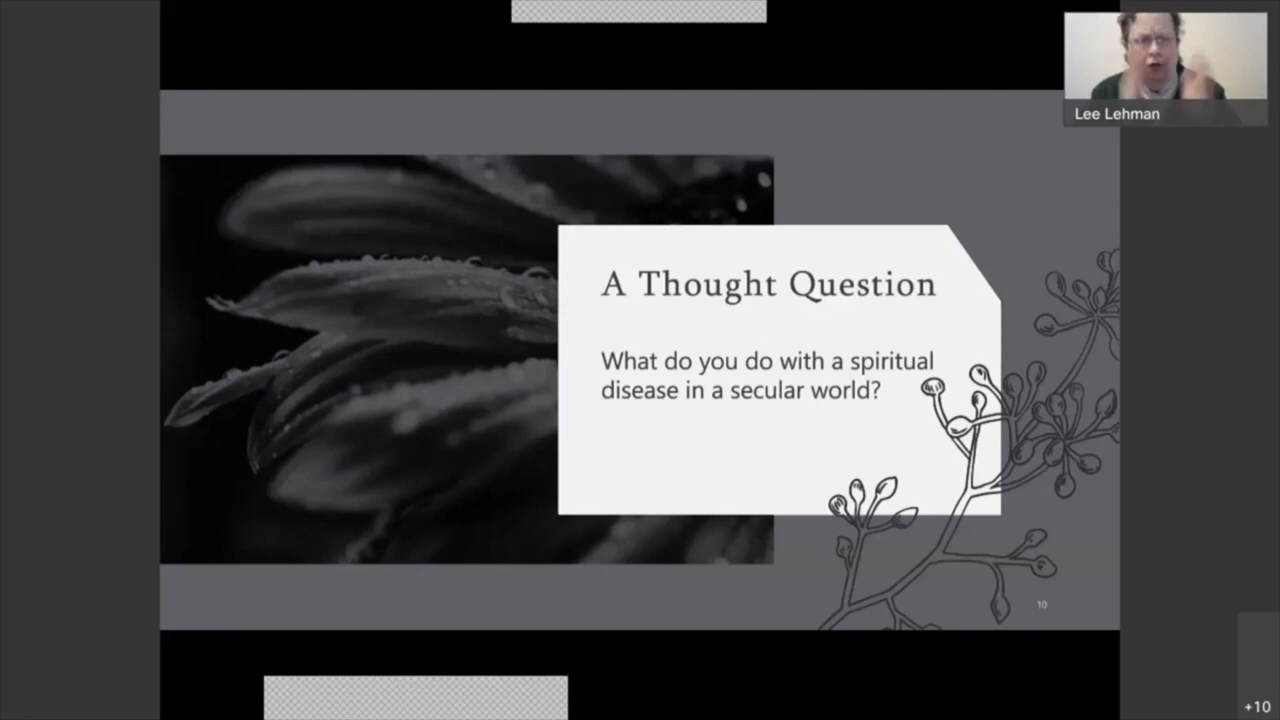 Lee Lehman
A Thought Question
What do you do with a spiritual
disease in a secular world?
10
+10